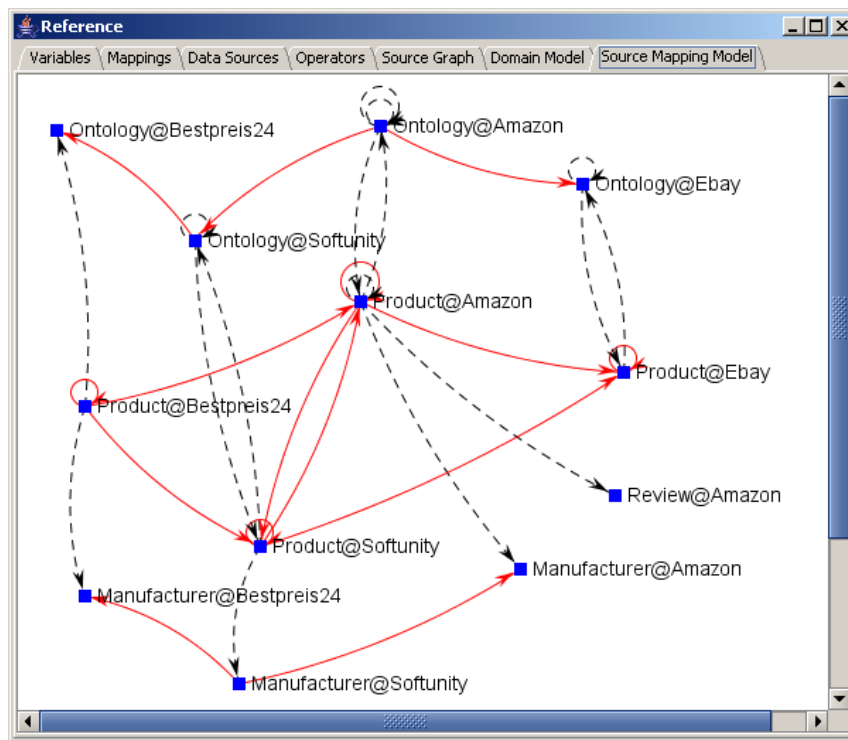 Reference
Variables Mappings Data Sources Operators Source Graph Domain Model Source Mapping Model
Ontology@Bestpreis24
Ontology@Amazon
Ontology@Ebay
Ontology@Softunity
Product@Amazon
Product@Ebay
Product@Bestpreis24
Review@Amazon
Product@Softunity
Manufacturer@Amazon
Manufacturer@Bestpreis24
Manufacturer@Softunity